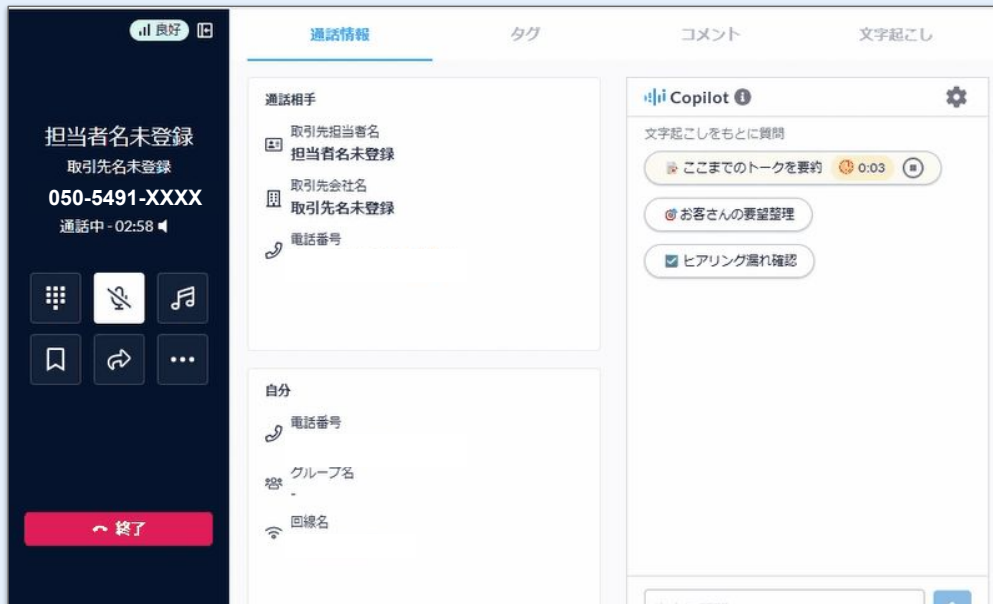 良好
通話情報
タグ
コメント
文字起こし
担当者名未登録
取引先名未登録
050-5491-XXXX
通話中 - 02:58
終了
通話相手
取引先担当者名
担当者名未登録
取引先会社名
取引先名未登録
電話番号
自分
電話番号
グループ名
-
回線名
Copilot
文字起こしをもとに質問
ここまでのトークを要約 0:03
お客さんの要望整理
ヒアリング漏れ確認